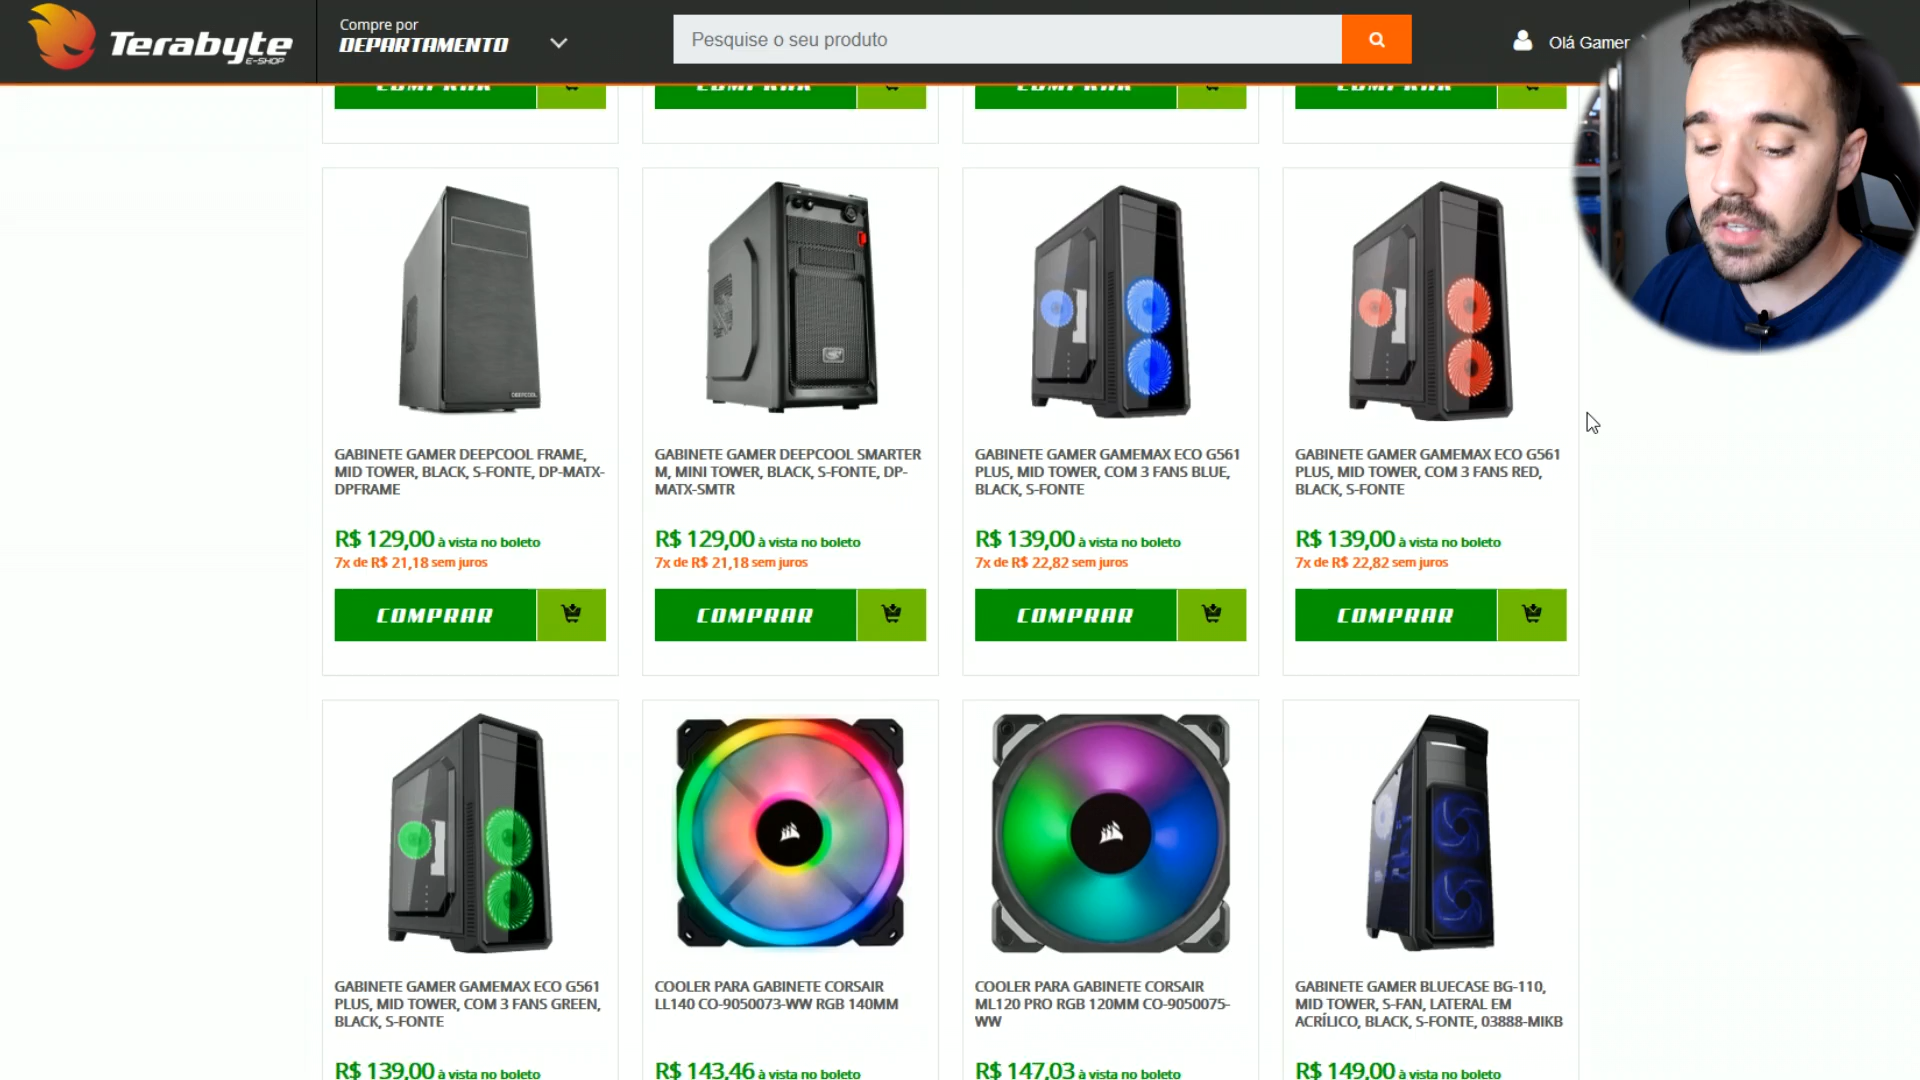 Terabyte
E-SHOP
Compre por
DEPARTAMENTO
Pesquise o seu produto
Olá Gamer
COMPRAR
COMPRAR
COMPRAR
COMPRAR
DEEPCOOL
GABINETE GAMER DEEPCOOL FRAME,
MID TOWER, BLACK, S-FONTE, DP-MATX-
DPFRAME
R$ 129,00 à vista no boleto
7x de R$ 21,18 sem juros
COMPRAR
GABINETE GAMER DEEPCOOL SMARTER
M, MINI TOWER, BLACK, S-FONTE, DP-
MATX-SMTR
R$ 129,00 à vista no boleto
7x de R$ 21,18 sem juros
COMPRAR
GABINETE GAMER GAMEMAX ECO G561
PLUS, MID TOWER, COM 3 FANS BLUE,
BLACK, S-FONTE
R$ 139,00 à vista no boleto
7x de R$ 22,82 sem juros
COMPRAR
GABINETE GAMER GAMEMAX ECO G561
PLUS, MID TOWER, COM 3 FANS RED,
BLACK, S-FONTE
R$ 139,00 à vista no boleto
7x de R$ 22,82 sem juros
COMPRAR
GABINETE GAMER GAMEMAX ECO G561
PLUS, MID TOWER, COM 3 FANS GREEN,
BLACK, S-FONTE
R$ 139,00 à vista no boleto
COOLER PARA GABINETE CORSAIR
LL140 CO-9050073-WW RGB 140MM
R$ 143,46 à vista no boleto
COOLER PARA GABINETE CORSAIR
ML120 PRO RGB 120MM CO-9050075-
WW
R$ 147,03 à vista no boleto
GABINETE GAMER BLUECASE BG-110,
MID TOWER, S-FAN, LATERAL EM
ACRÍLICO, BLACK, S-FONTE, 03888-MIKB
R$ 149,00 à vista no boleto